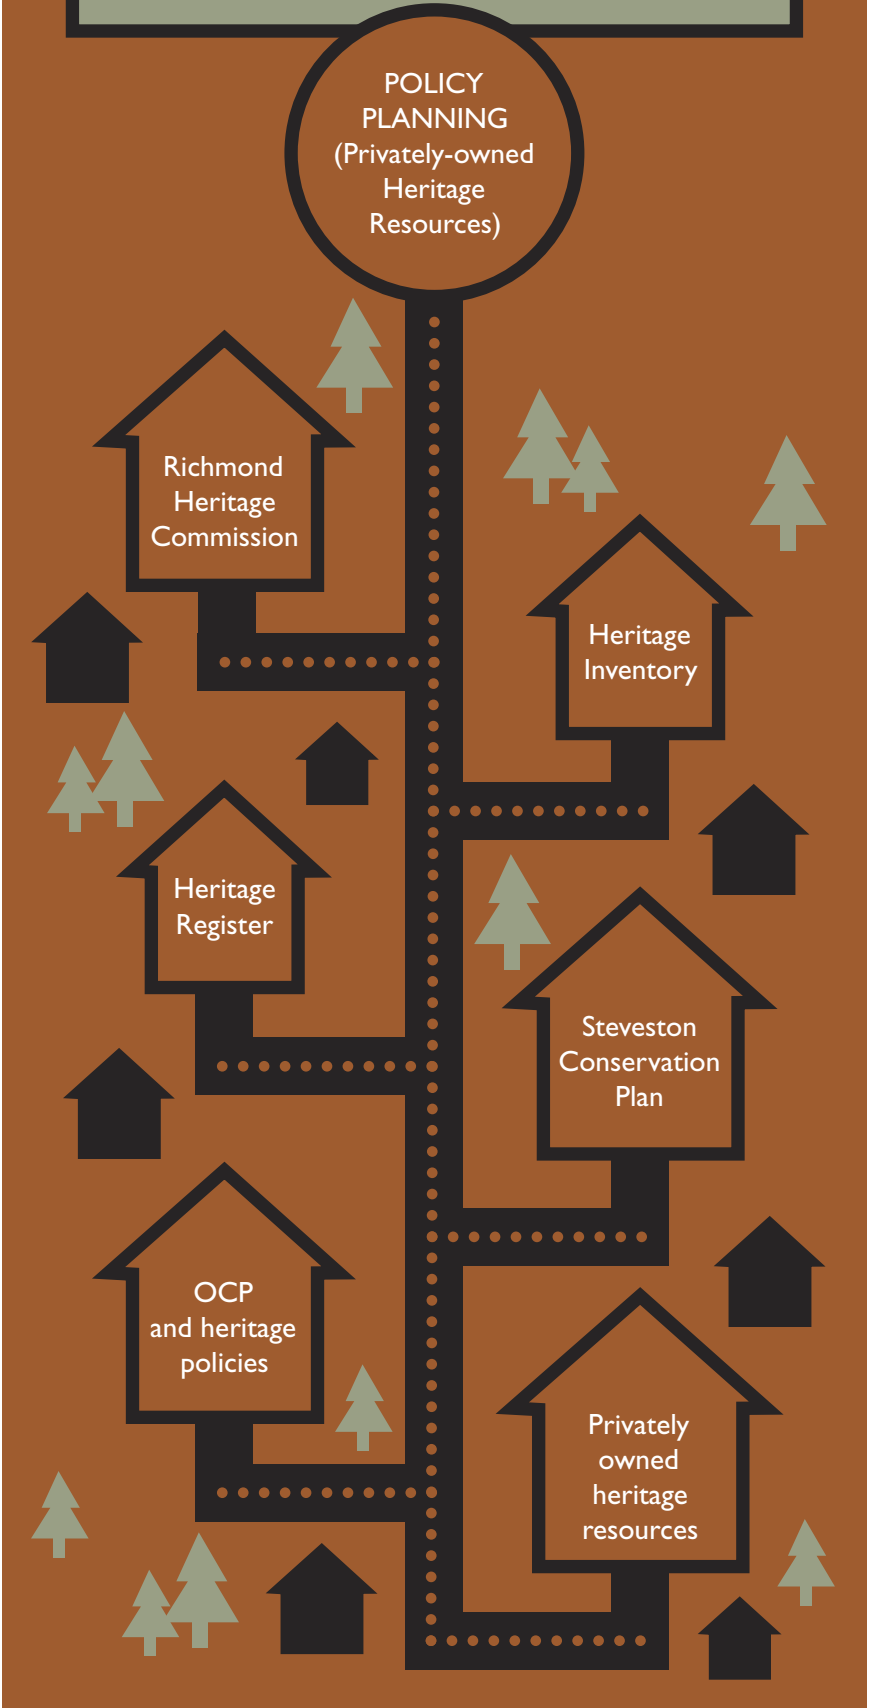 POLICY
PLANNING
(Privately-owned
Heritage
Resources)
Richmond
Heritage
Commission
Heritage
Inventory
Heritage
Register
Steveston
Conservation
Plan
OCP
and heritage
policies
Privately
owned
heritage
resources